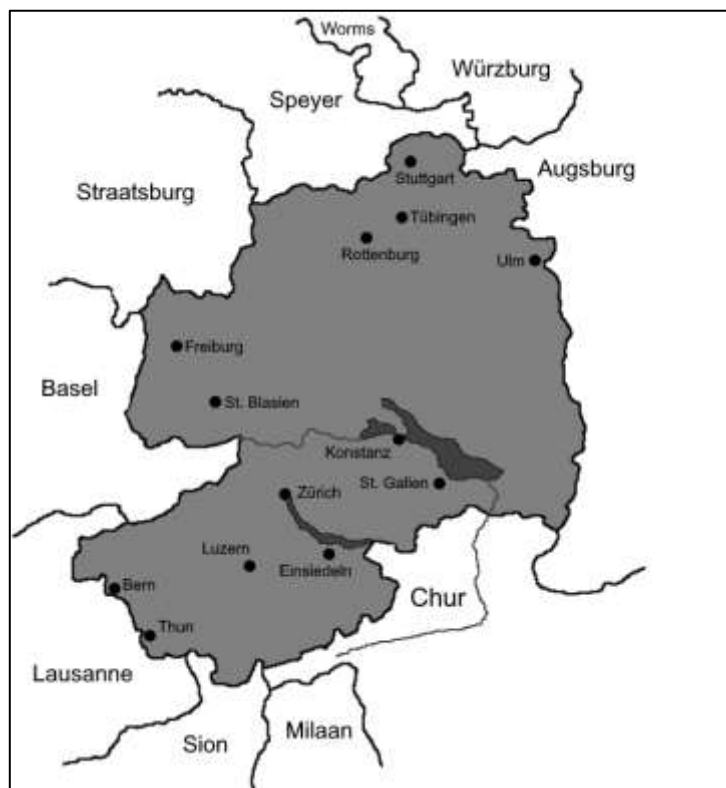 Worms
Würzburg
Speyer
Augsburg
Stuttgart
Straatsburg
Tübingen
Rottenburg
Ulm
Freiburg
Basel
St. Blasien
Konstanz
St. Gallen
Zürich
Luzern
Einsiedeln
Bern
Chur
Thun
Lausanne
Sion
Milaan